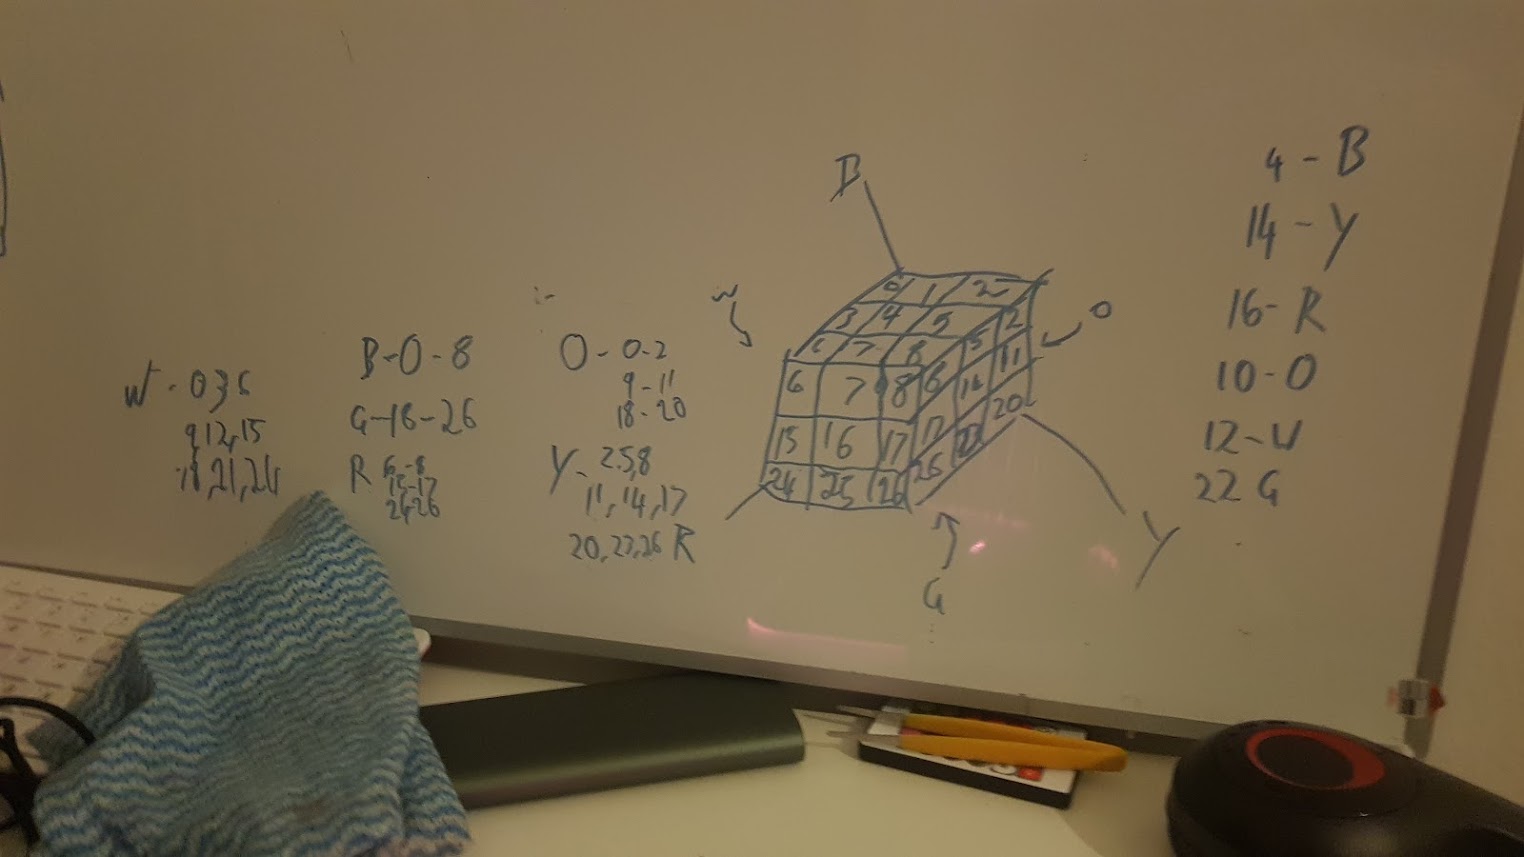 W - 0 3 6
9, 12, 15
18, 21, 24
B - 0 - 8
G - 18 - 26
R 6 - 8
15 - 17
24 - 26
O - 0 - 2
9 - 11
18 - 20
Y - 2.5,8
11, 14, 17
20, 23, 26 R
B
W
O
0 1 2
3 4 5 2
6 7 8 5 11
6 7 8 8 14 20
15 16 17 17 23
24 25 26 26
G
Y
4 - B
14 - Y
16 - R
10 - O
12 - W
22 G